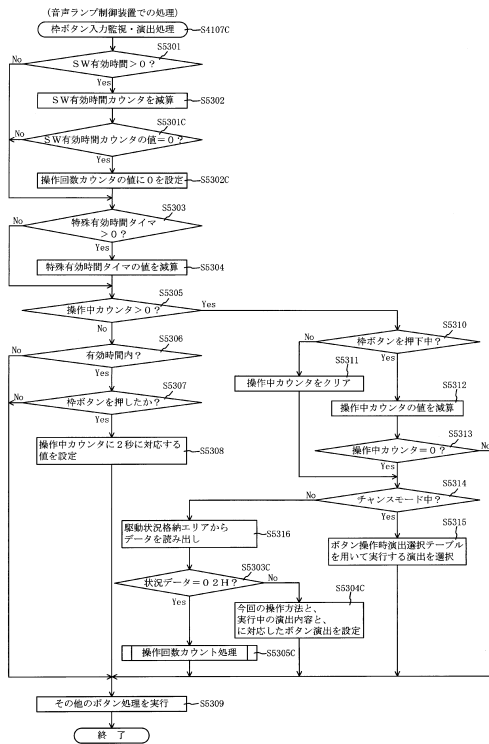 (音声ランプ制御装置での処理)
枠ボタン入力監視・演出処理
S4107C
S5301
SW有効時間＞0？
No
Yes
SW有効時間カウンタを減算
S5302
S5301C
SW有効時間カウンタの値＝0？
No
Yes
操作回数カウンタの値に0を設定
S5302C
S5303
特殊有効時間タイマ
＞0？
No
Yes
特殊有効時間タイマの値を減算
S5304
S5305
操作中カウンタ＞0？
Yes
No
S5306
有効時間内？
No
Yes
S5307
枠ボタンを押したか？
No
Yes
操作中カウンタに2秒に対応する
値を設定
S5308
S5310
枠ボタンを押下中？
No
Yes
S5311
操作中カウンタをクリア
S5312
操作中カウンタの値を減算
S5313
操作中カウンタ＝0？
No
Yes
S5314
チャンスモード中？
No
Yes
S5315
ボタン操作時演出選択テーブル
を用いて実行する演出を選択
駆動状況格納エリアから
データを読み出し
S5316
S5303C
状況データ＝02H？
No
Yes
S5304C
今回の操作方法と、
実行中の演出内容と、
に対応したボタン演出を設定
操作回数カウント処理
S5305C
その他のボタン処理を実行
S5309
終 了